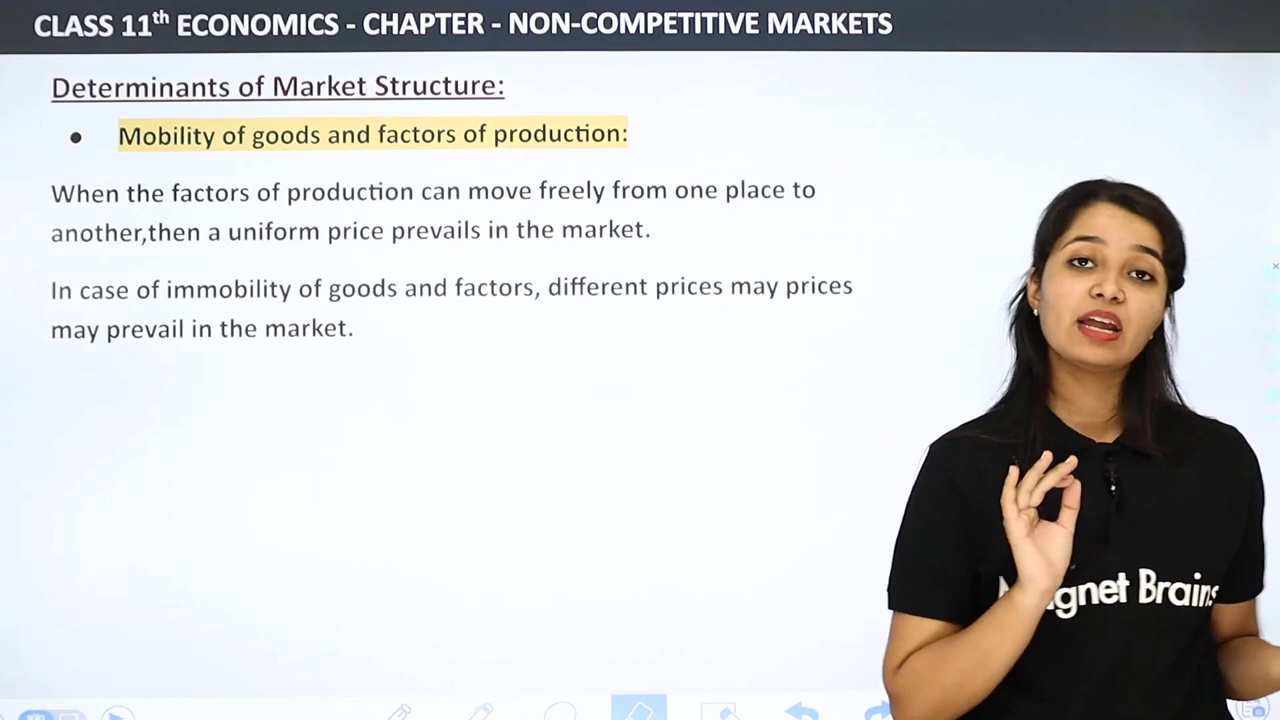 CLASS 11th ECONOMICS - CHAPTER - NON-COMPETITIVE MARKETS
Determinants of Market Structure:
• Mobility of goods and factors of production:
When the factors of production can move freely from one place to
another,then a uniform price prevails in the market.
In case of immobility of goods and factors, different prices may prices
may prevail in the market.
gnet Brains